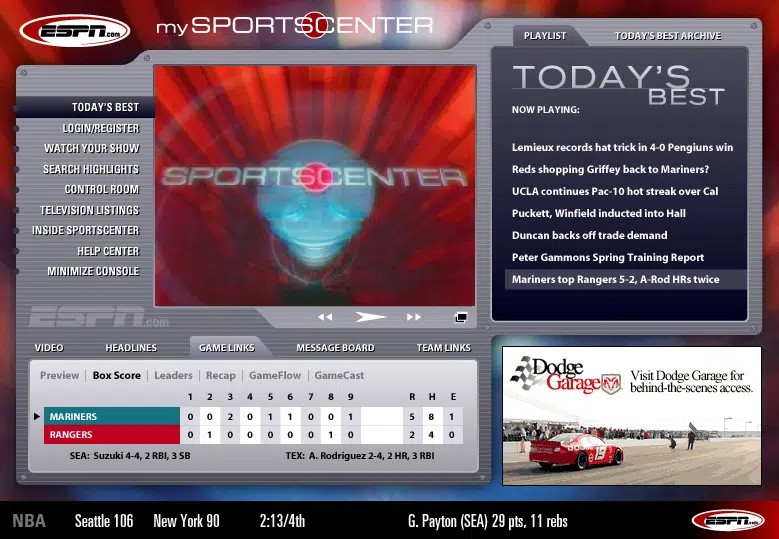 ESPN.com
mySPORTSCENTER
PLAYLIST
TODAY'S BEST ARCHIVE
TODAY'S BEST
LOGIN/REGISTER
WATCH YOUR SHOW
SEARCH HIGHLIGHTS
CONTROL ROOM
TELEVISION LISTINGS
INSIDE SPORTSCENTER
HELP CENTER
MINIMIZE CONSOLE
SPORTSCENTER
TODAY'S
BEST
NOW PLAYING:
Lemieux records hat trick in 4-0 Pengiuns win
Reds shopping Griffey back to Mariners?
UCLA continues Pac-10 hot streak over Cal
Puckett, Winfield inducted into Hall
Duncan backs off trade demand
Peter Gammons Spring Training Report
Mariners top Rangers 5-2, A-Rod HRs twice
ESPN.com
VIDEO HEADLINES GAME LINKS MESSAGE BOARD TEAM LINKS
Preview Box Score Leaders Recap GameFlow GameCast
1 2 3 4 5 6 7 8 9 R H E
MARINERS 0 0 2 0 1 1 0 0 1 5 8 1
RANGERS 0 1 0 0 0 0 0 1 0 2 4 0
SEA: Suzuki 4-4, 2 RBI, 3 SB TEX: A. Rodriguez 2-4, 2 HR, 3 RBI
Dodge
Garage
Visit Dodge Garage for
behind-the-scenes access.
19
NBA Seattle 106 New York 90 2:13/4th G. Payton (SEA) 29 pts, 11 rebs
ESPN.com